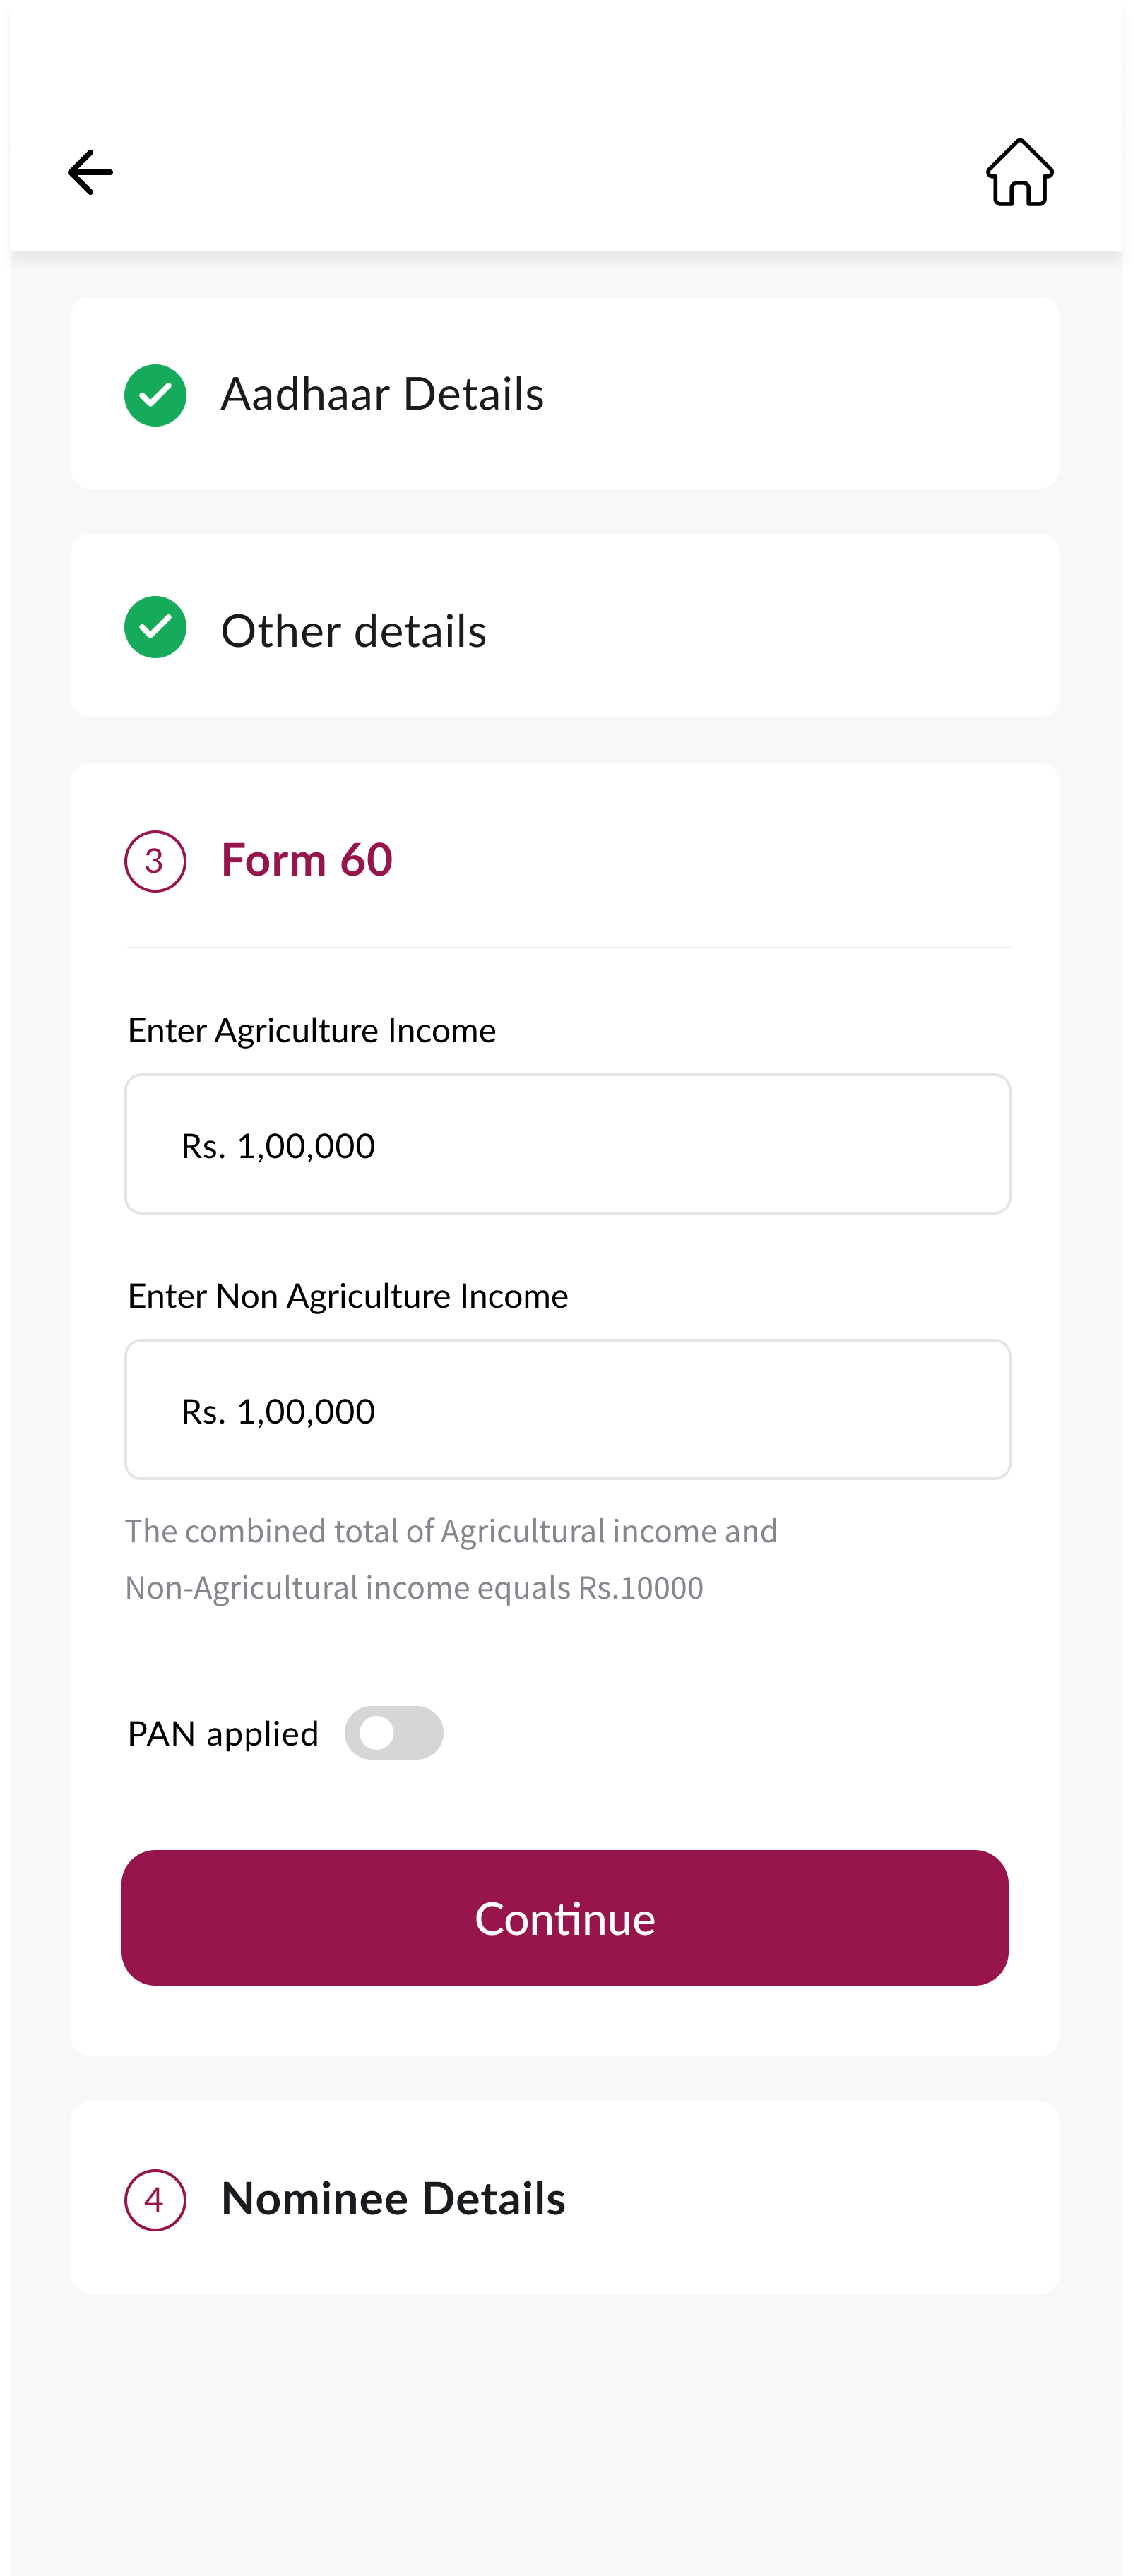 Aadhaar Details
Other details
3 Form 60
Enter Agriculture Income
Rs. 1,00,000
Enter Non Agriculture Income
Rs. 1,00,000
The combined total of Agricultural income and
Non-Agricultural income equals Rs.10000
PAN applied
Continue
4 Nominee Details